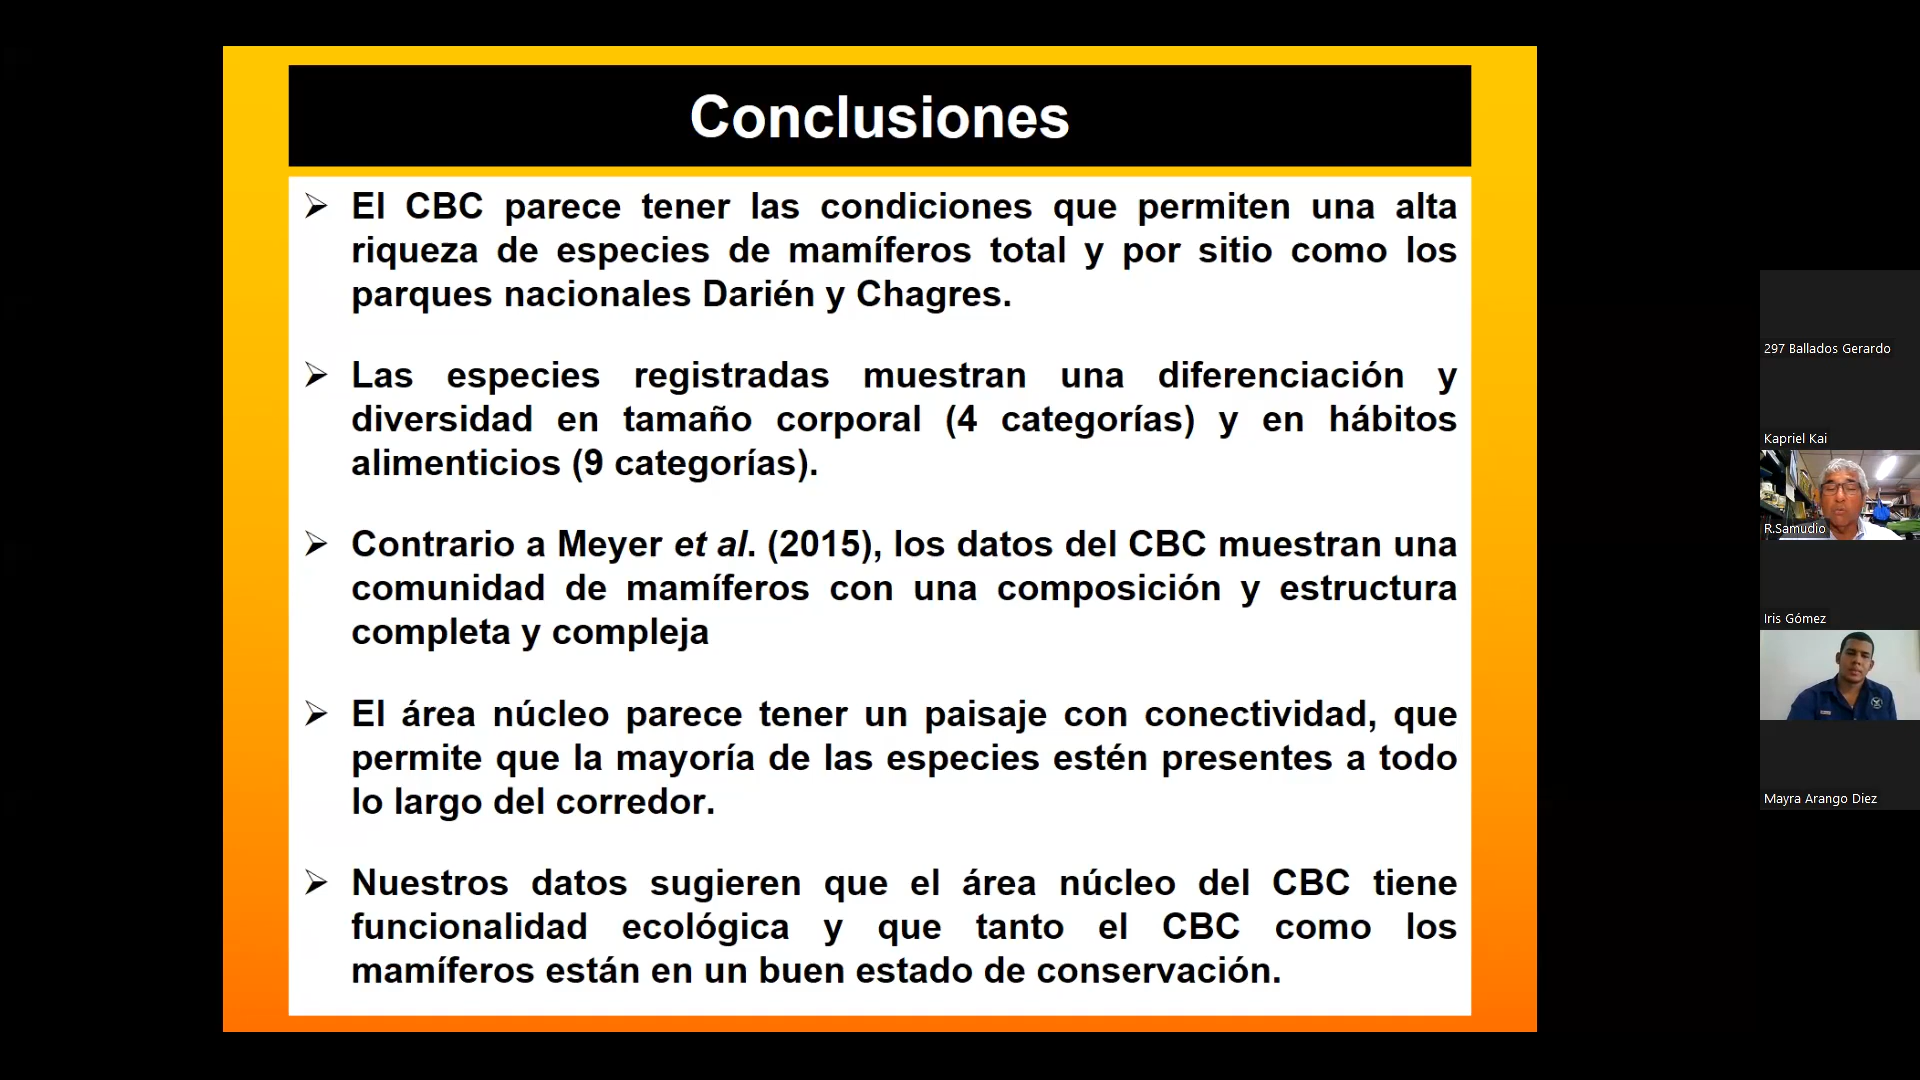 Conclusiones
➢ El CBC parece tener las condiciones que permiten una alta
riqueza de especies de mamíferos total y por sitio como los
parques nacionales Darién y Chagres.
➢ Las especies registradas muestran una diferenciación y
diversidad en tamaño corporal (4 categorías) y en hábitos
alimenticios (9 categorías).
➢ Contrario a Meyer et al. (2015), los datos del CBC muestran una
comunidad de mamíferos con una composición y estructura
completa y compleja
➢ El área núcleo parece tener un paisaje con conectividad, que
permite que la mayoría de las especies estén presentes a todo
lo largo del corredor.
➢ Nuestros datos sugieren que el área núcleo del CBC tiene
funcionalidad ecológica y que tanto el CBC como los
mamíferos están en un buen estado de conservación.
297 Ballados Gerardo
Kapriel Kai
R.Samudio
Iris Gómez
Mayra Arango Diez